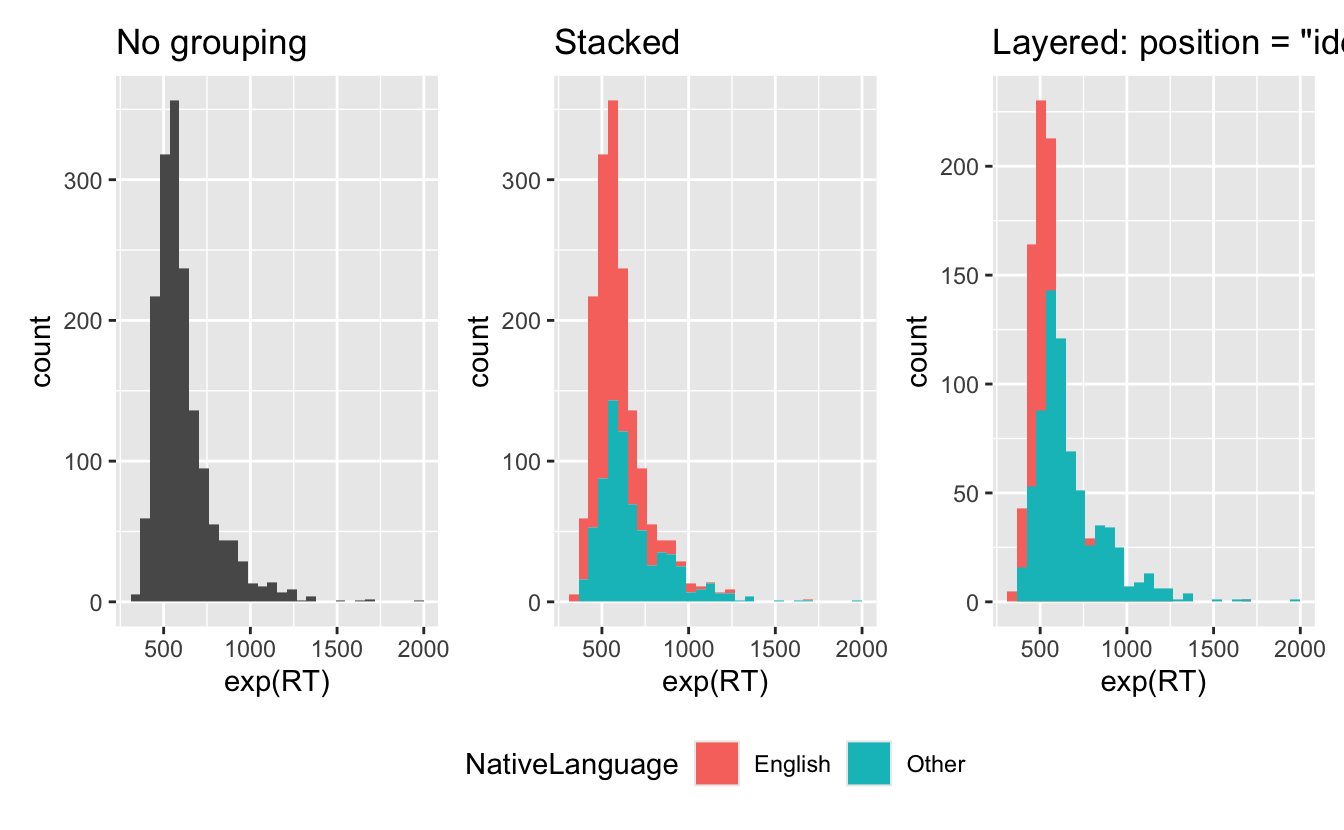 No grouping
Stacked
Layered: position = "ide
count
300
200
100
0
500 1000 1500 2000
exp(RT)
count
300
200
100
0
500 1000 1500 2000
exp(RT)
count
200
150
100
50
0
500 1000 1500 2000
exp(RT)
NativeLanguage English Other